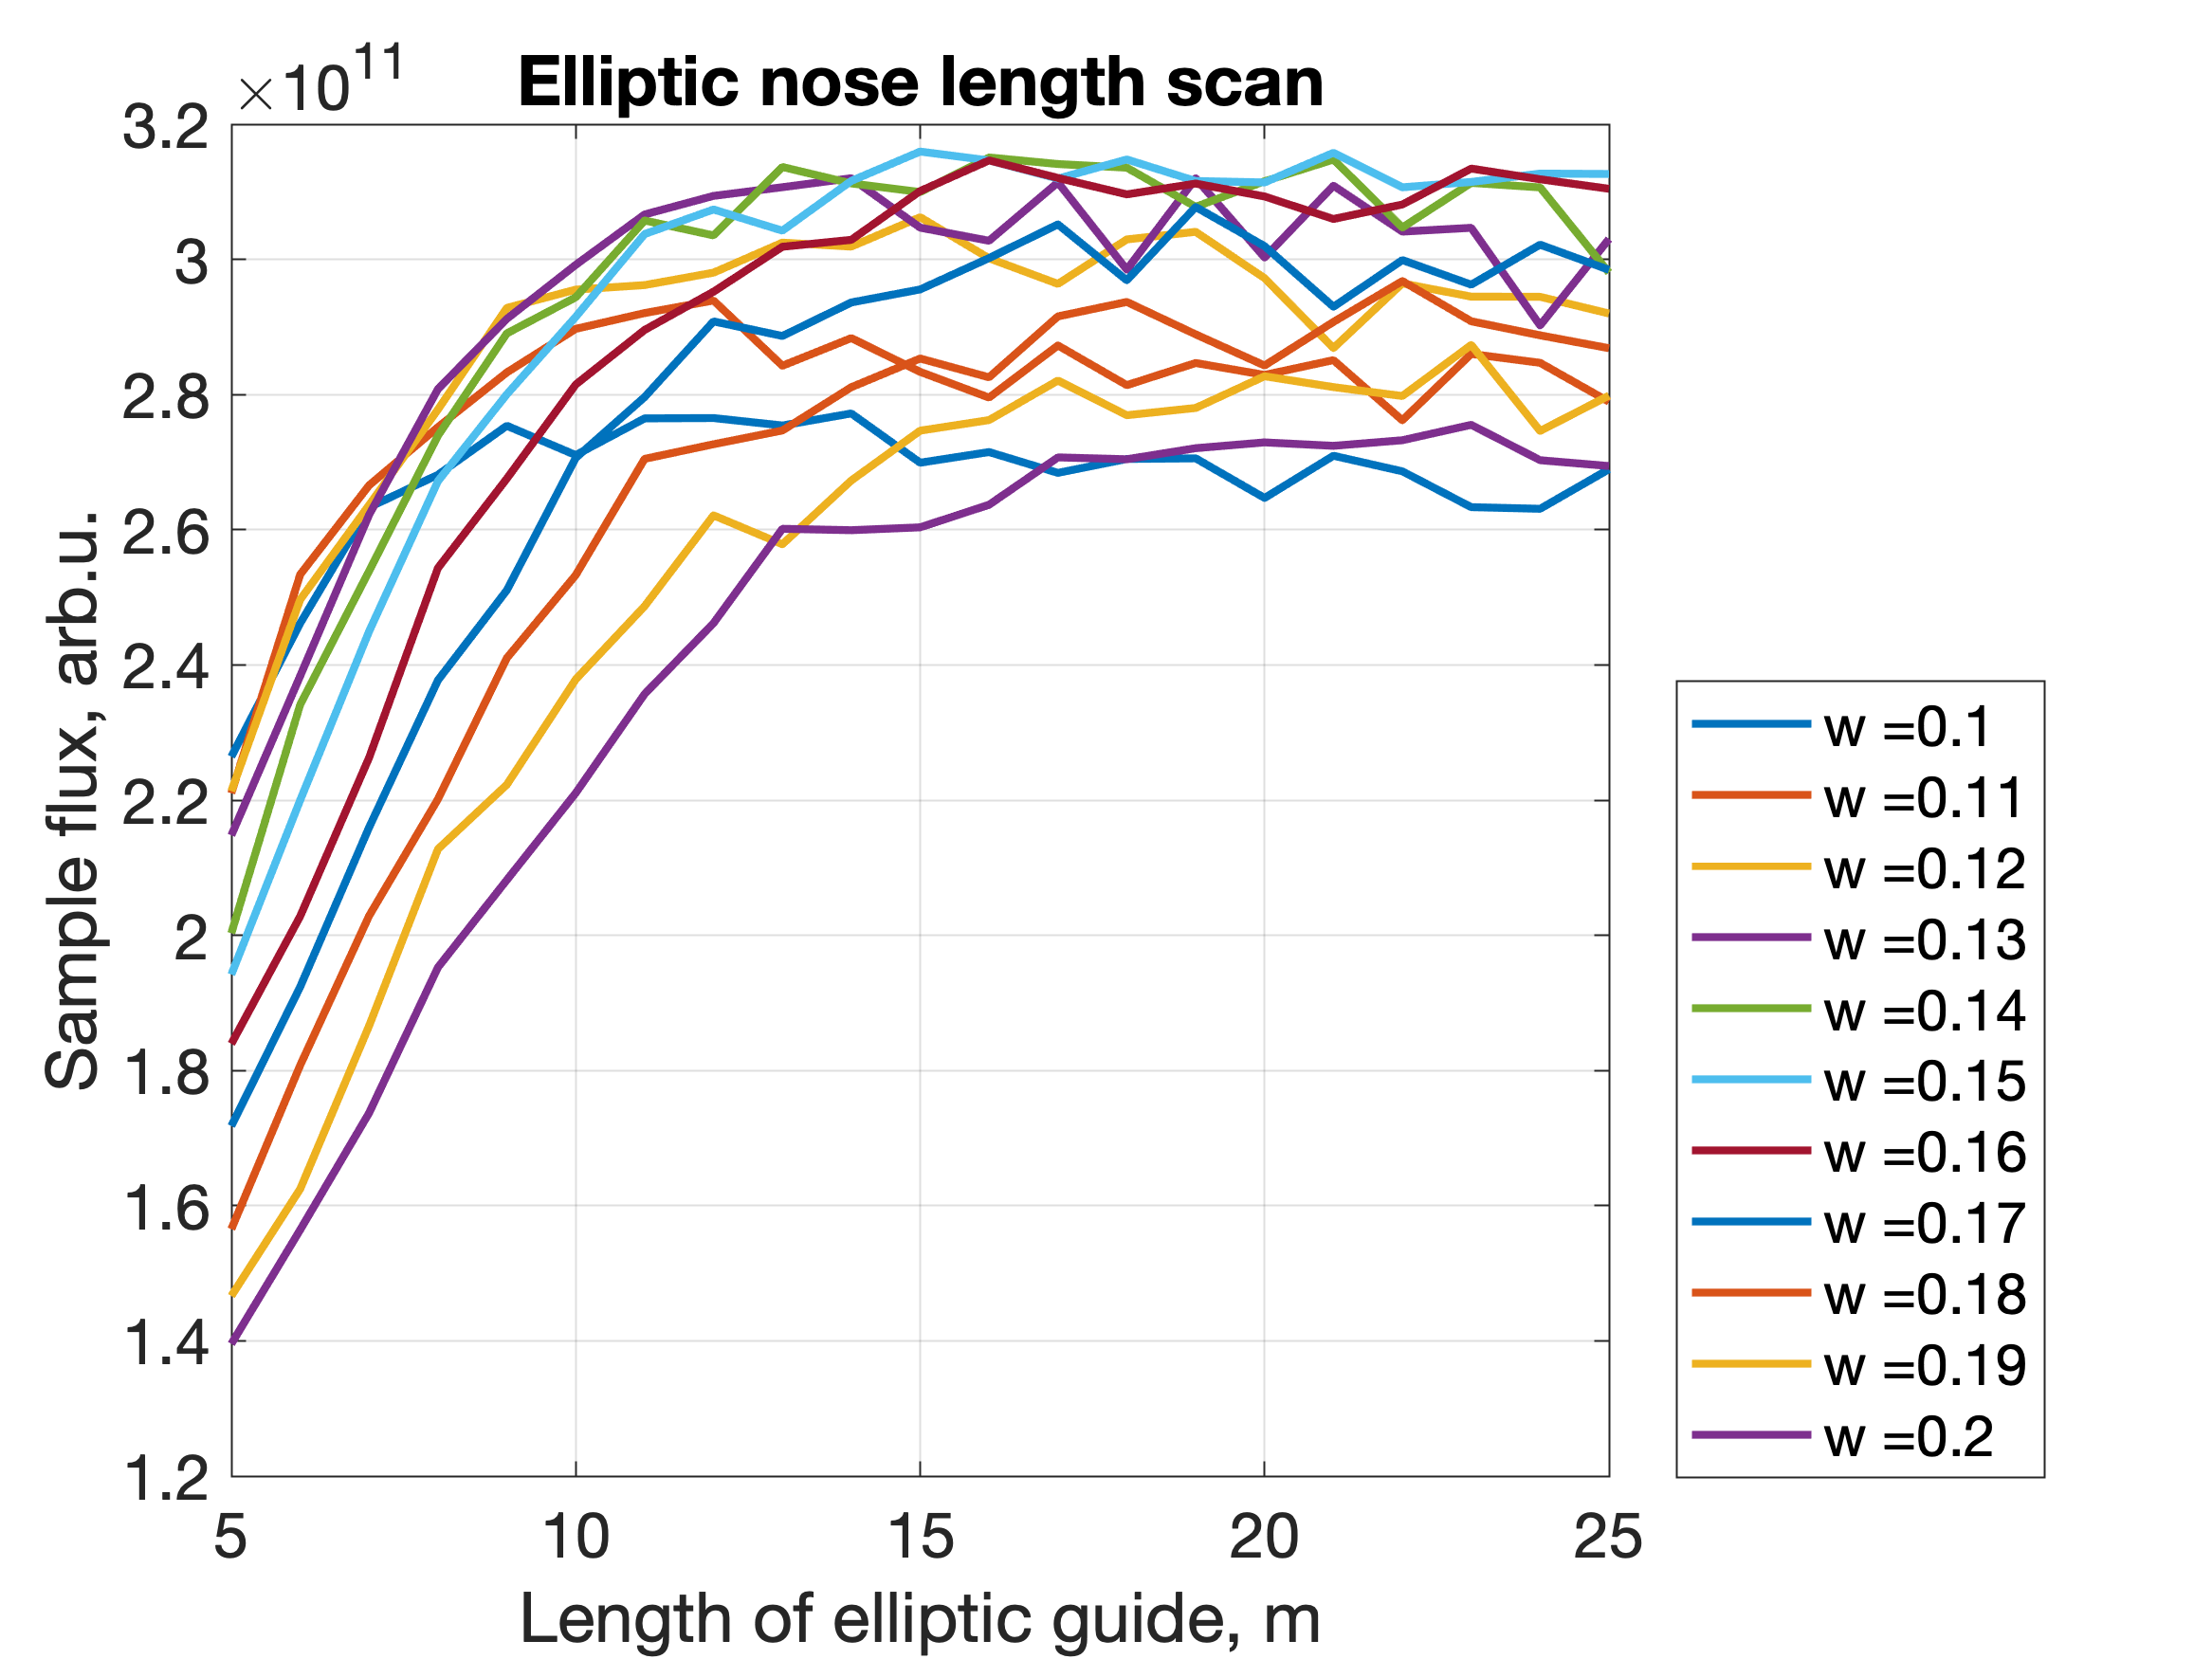 ×10^11
Elliptic nose length scan
3.2
3
2.8
2.6
2.4
2.2
2
1.8
1.6
1.4
1.2
Sample flux, arb.u.
5 10 15 20 25
Length of elliptic guide, m
w =0.1
w =0.11
w =0.12
w =0.13
w =0.14
w =0.15
w =0.16
w =0.17
w =0.18
w =0.19
w =0.2